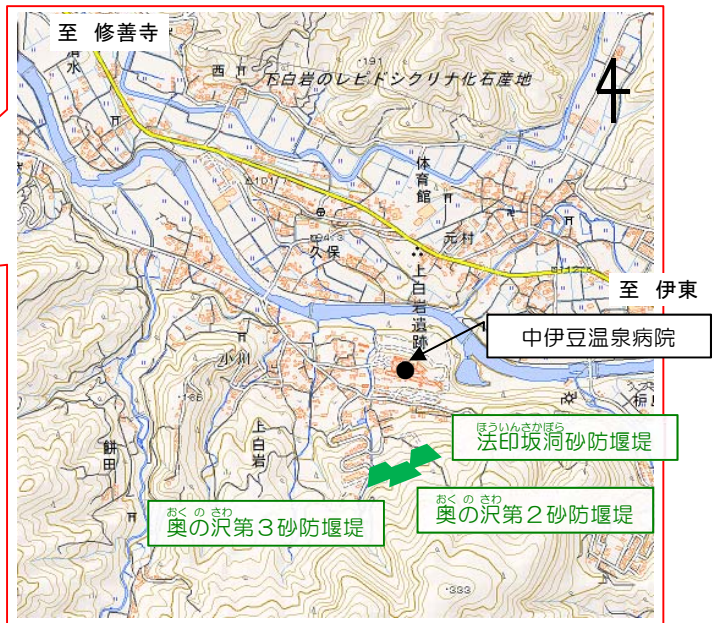 至 修善寺
清水
西
・191
下白岩のレピドシクリナ化石産地
体育館
元村
久保
上白岩遺跡
至 伊東
中伊豆温泉病院
小川
上白岩
餅田
ほういんさかぼら
法印坂洞砂防堰堤
おくのさわ
奥の沢第2砂防堰堤
おくのさわ
奥の沢第3砂防堰堤
・333